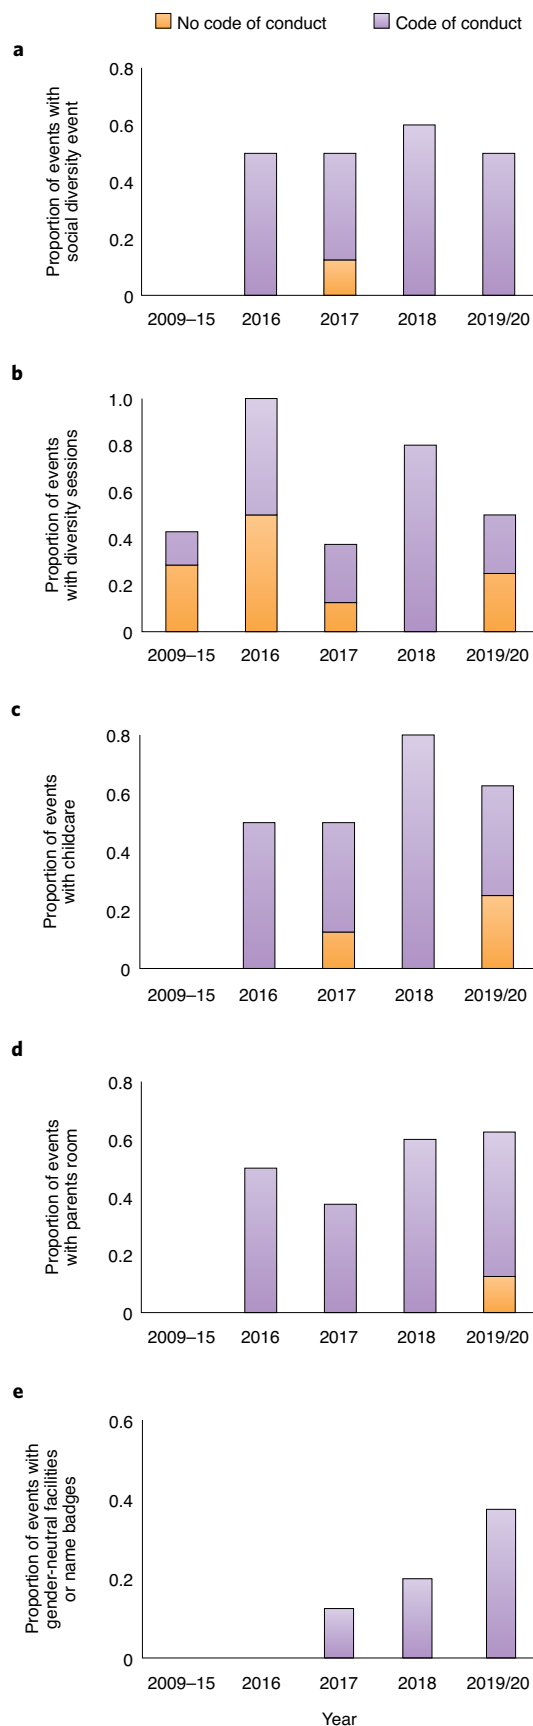 No code of conduct
Code of conduct
a
Proportion of events with
social diversity event
0.8
0.6
0.4
0.2
0
2009–15
2016
2017
2018
2019/20
b
Proportion of events
with diversity sessions
1.0
0.8
0.6
0.4
0.2
0
2009–15
2016
2017
2018
2019/20
c
Proportion of events
with childcare
0.8
0.6
0.4
0.2
0
2009–15
2016
2017
2018
2019/20
d
Proportion of events
with parents room
0.8
0.6
0.4
0.2
0
2009–15
2016
2017
2018
2019/20
e
Proportion of events with
gender-neutral facilities
or name badges
0.6
0.4
0.2
0
2009–15
2016
2017
2018
2019/20
Year